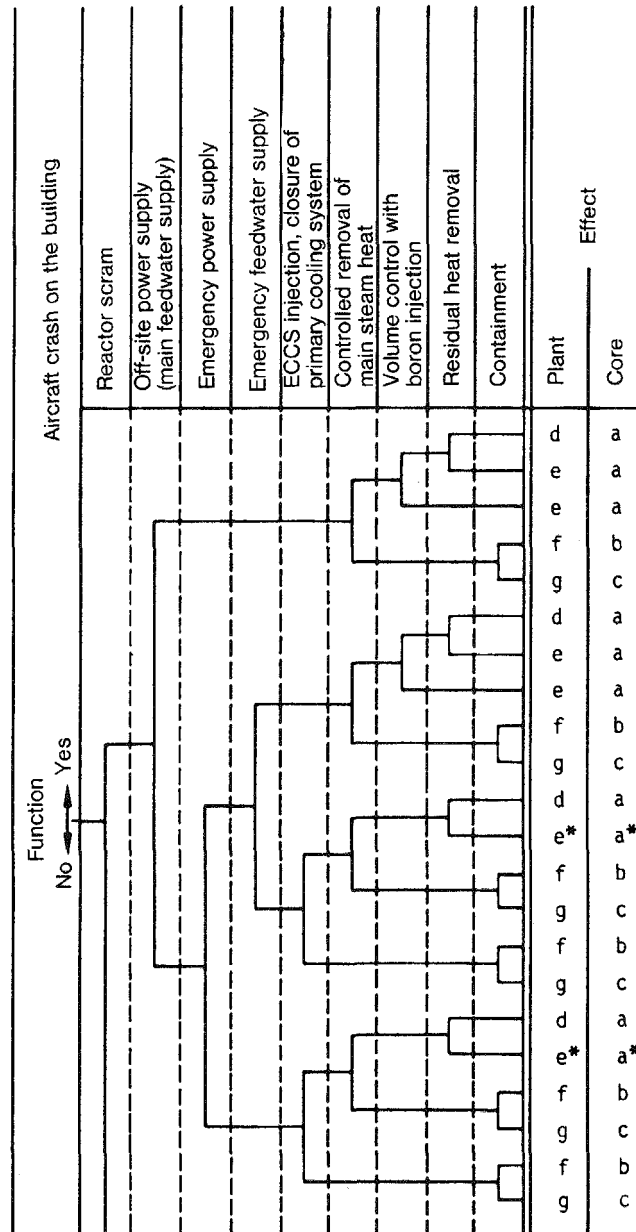 Aircraft crash on the building
Reactor scram
Off-site power supply
(main feedwater supply)
Emergency power supply
Emergency feedwater supply
ECCS injection, closure of
primary cooling system
Controlled removal of
main steam heat
Volume control with
boron injection
Residual heat removal
Containment
Plant
Effect
Core
Function
No Yes
d a
e a
e a
f b
g c
d a
e a
e a
f b
g c
d a
e* a*
f b
g c
f b
g c
d a
e* a*
f b
g c
f b
g c